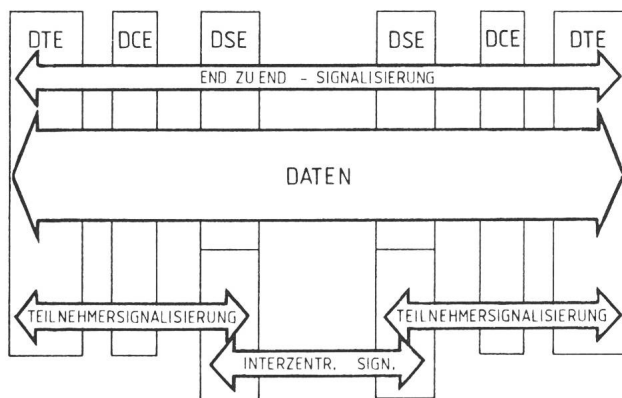 DTE DCE DSE DSE DCE DTE
END ZU END - SIGNALISIERUNG
DATEN
TEILNEHMERSIGNALISIERUNG TEILNEHMERSIGNALISIERUNG
INTERZENTR. SIGN.